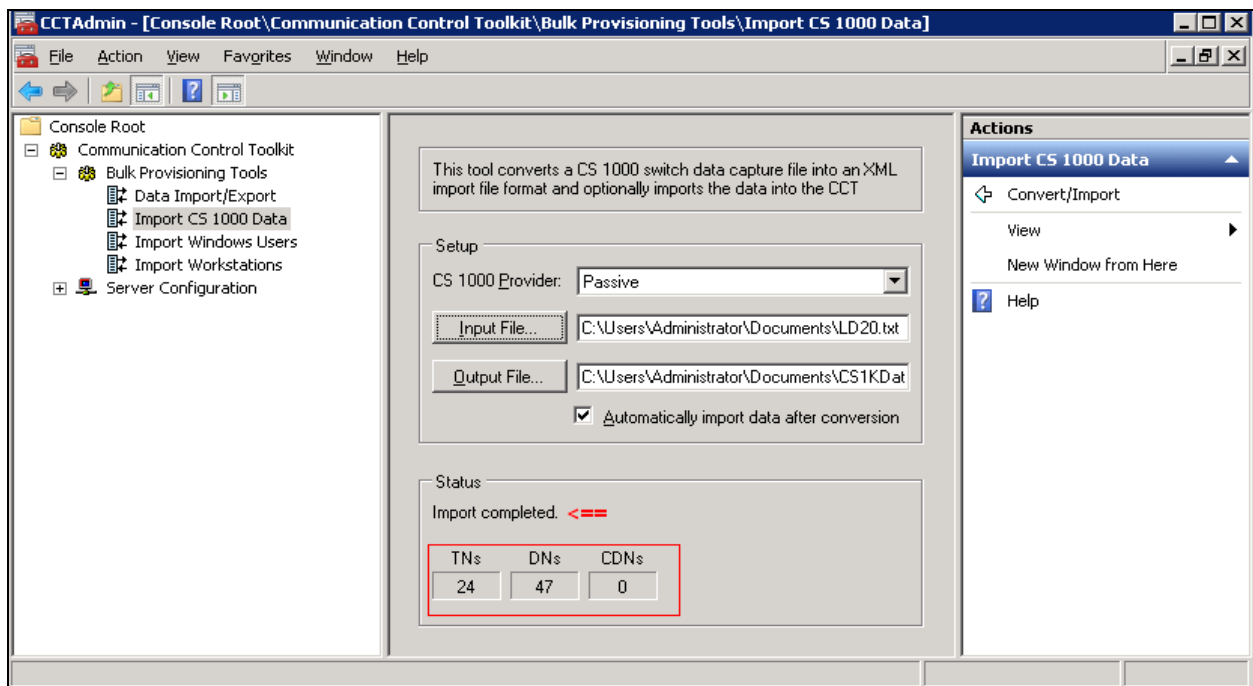 CCTAdmin - [Console Root\Communication Control Toolkit\Bulk Provisioning Tools\Import CS 1000 Data]
File Action View Favorites Window Help
Console Root
Communication Control Toolkit
Bulk Provisioning Tools
Data Import/Export
Import CS 1000 Data
Import Windows Users
Import Workstations
Server Configuration
This tool converts a CS 1000 switch data capture file into an XML
import file format and optionally imports the data into the CCT
Setup
CS 1000 Provider: Passive
Input File... C:\Users\Administrator\Documents\LD20.txt
Output File... C:\Users\Administrator\Documents\CS1KDat
Automatically import data after conversion
Status
Import completed. <==
TNs DNs CDNs
24 47 0
Actions
Import CS 1000 Data
Convert/Import
View
New Window from Here
Help